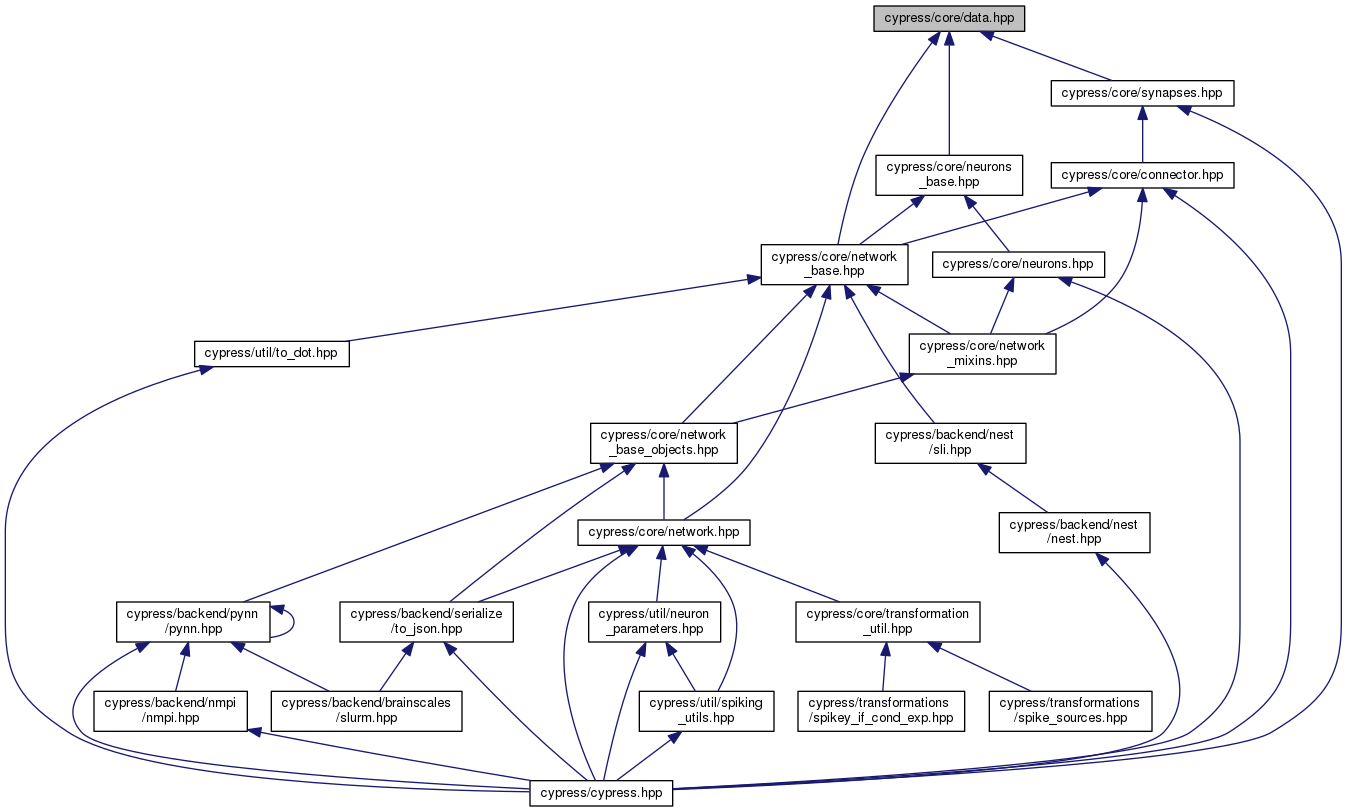 cypress/core/data.hpp
cypress/core/synapses.hpp
cypress/core/neurons
_base.hpp
cypress/core/connector.hpp
cypress/core/network
_base.hpp
cypress/core/neurons.hpp
cypress/util/to_dot.hpp
cypress/core/network
_mixins.hpp
cypress/core/network
_base_objects.hpp
cypress/backend/nest
/sli.hpp
cypress/core/network.hpp
cypress/backend/nest
/nest.hpp
cypress/backend/pynn
/pynn.hpp
cypress/backend/serialize
/to_json.hpp
cypress/util/neuron
_parameters.hpp
cypress/core/transformation
_util.hpp
cypress/backend/nmpi
/nmpi.hpp
cypress/backend/brainscales
/slurm.hpp
cypress/util/spiking
_utils.hpp
cypress/transformations
/spikey_if_cond_exp.hpp
cypress/transformations
/spike_sources.hpp
cypress/cypress.hpp